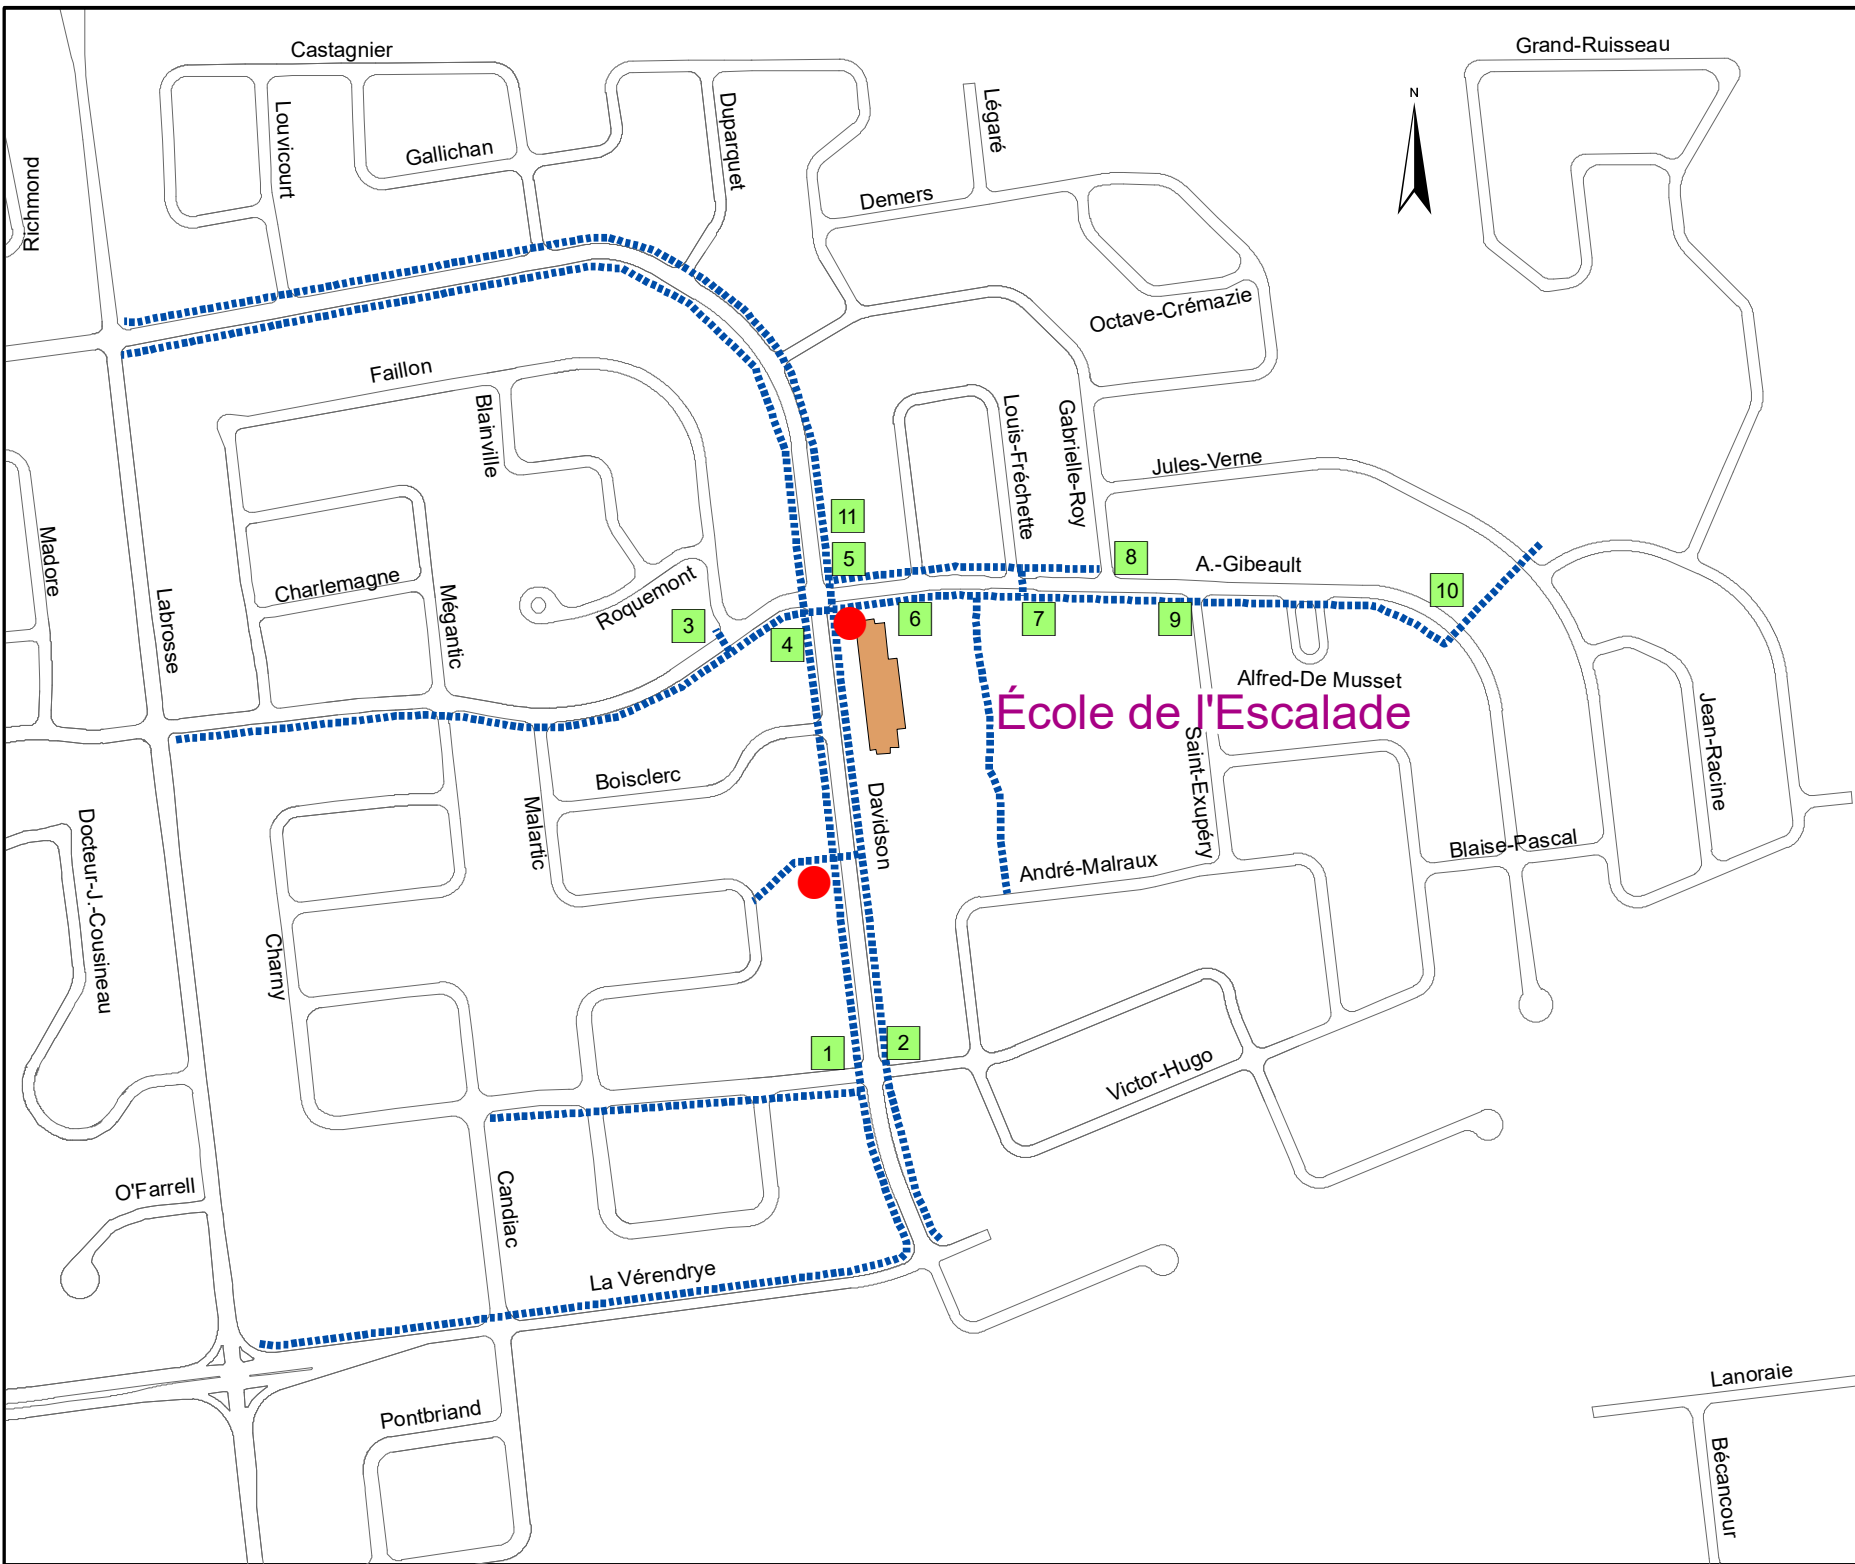 Grand-Ruisseau
Castagnier
N
Légaré
Duparquet
Louvicourt
Gallichan
Richmond
Demers
Octave-Crémazie
Faillon
Blainville
Louis-Fréchette
Gabrielle-Roy
Jules-Verne
11
5
8
A.-Gibeault
Madore
Charlemagne
Mégantic
Roquemont
Labrosse
10
3
4
6
7
9
Alfred-De Musset
École de l'Escalade
Saint-Exupéry
Jean-Racine
Boisclerc
Malartic
Davidson
Docteur-J.-Cousineau
Blaise-Pascal
André-Malraux
Charny
1
2
Victor-Hugo
O'Farrell
Candiac
La Vérendrye
Lanoraie
Pontbriand
Bécancour